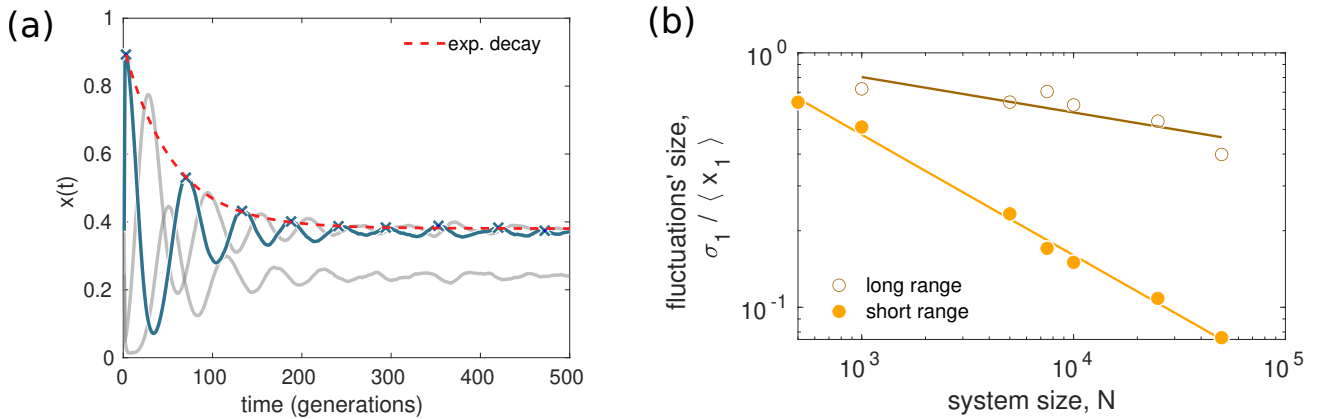 (a)
1
0.8
0.6
0.4
0.2
0
x(t)
exp. decay
0 100 200 300 400 500
time (generations)
(b)
10^0
10^-1
fluctuations' size,
σ_1 / ⟨ x_1 ⟩
long range
short range
10^3 10^4 10^5
system size, N